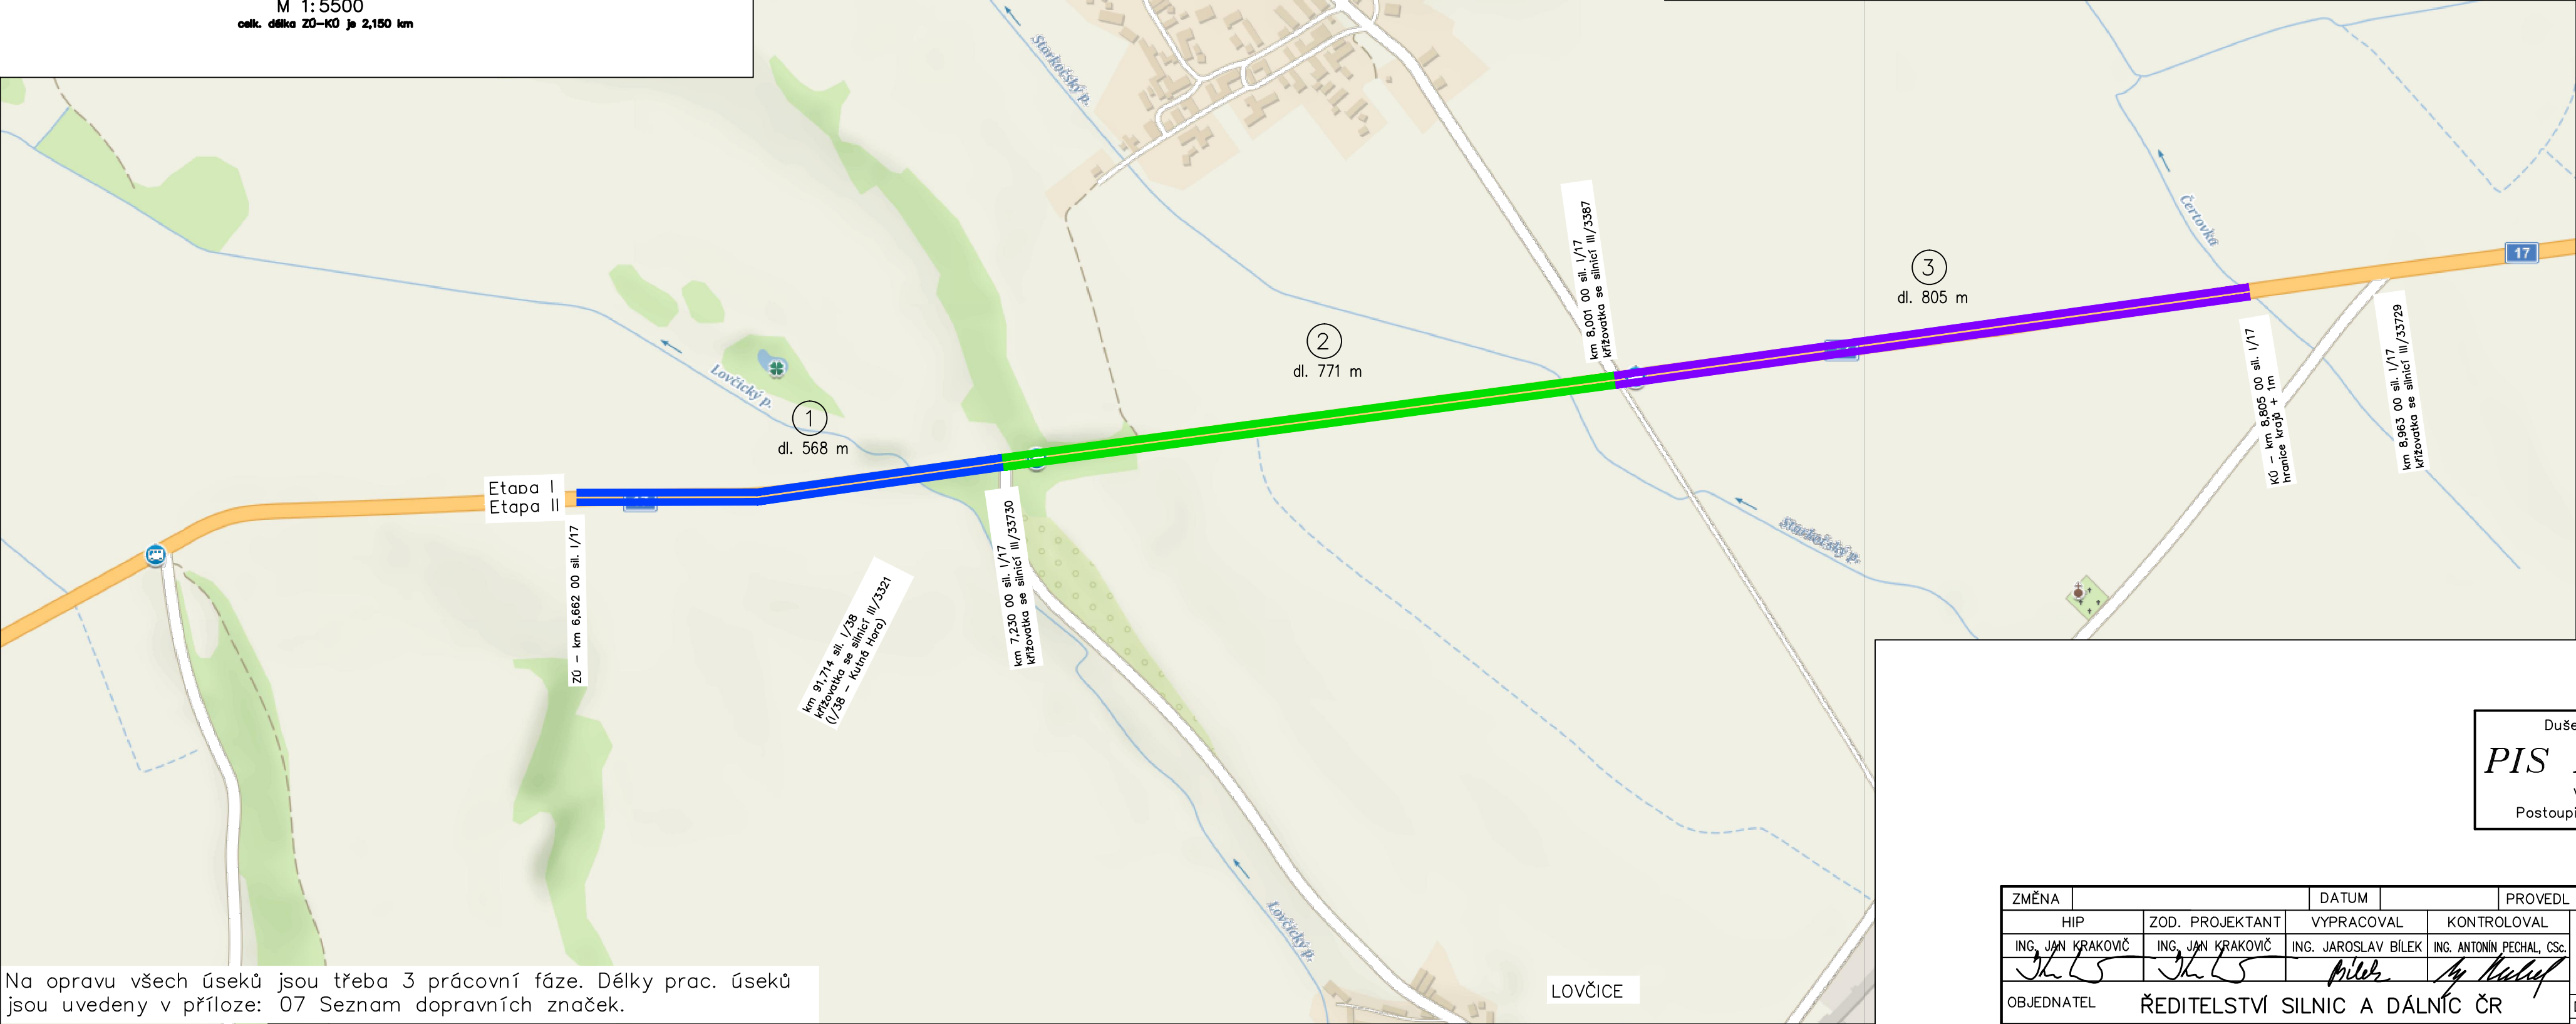 M 1:5500
celk. délka ZÚ-KÚ je 2,150 km
Starkočský p.
Čertovka
17
3
dl. 805 m
km 8,001 00 sil. I/17
křižovatka se silnicí III/3387
2
dl. 771 m
Lovčický p.
1
dl. 568 m
Etapa I
Etapa II
ZÚ - km 6,662 00 sil. I/17
km 91,714 sil. I/38
křižovatka se silnicí III/3321
(I/38 - Kutná Hora)
km 7,230 00 sil. I/17
křižovatka se silnicí III/33730
KÚ - km 8,805 00 sil. I/17
hranice krajů + 1m
km 8,963 00 sil. I/17
křižovatka se silnicí III/33729
Starkočský p.
Lovčický p.
LOVČICE
Na opravu všech úseků jsou třeba 3 prácovní fáze. Délky prac. úseků
jsou uvedeny v příloze: 07 Seznam dopravních značek.
Duše
PIS
Postoupi
ZMĚNA DATUM PROVEDL
HIP ZOD. PROJEKTANT VYPRACOVAL KONTROLOVAL
ING. JAN KRAKOVIČ ING. JAN KRAKOVIČ ING. JAROSLAV BÍLEK ING. ANTONÍN PECHAL, CSc.
OBJEDNATEL ŘEDITELSTVÍ SILNIC A DÁLNIC ČR